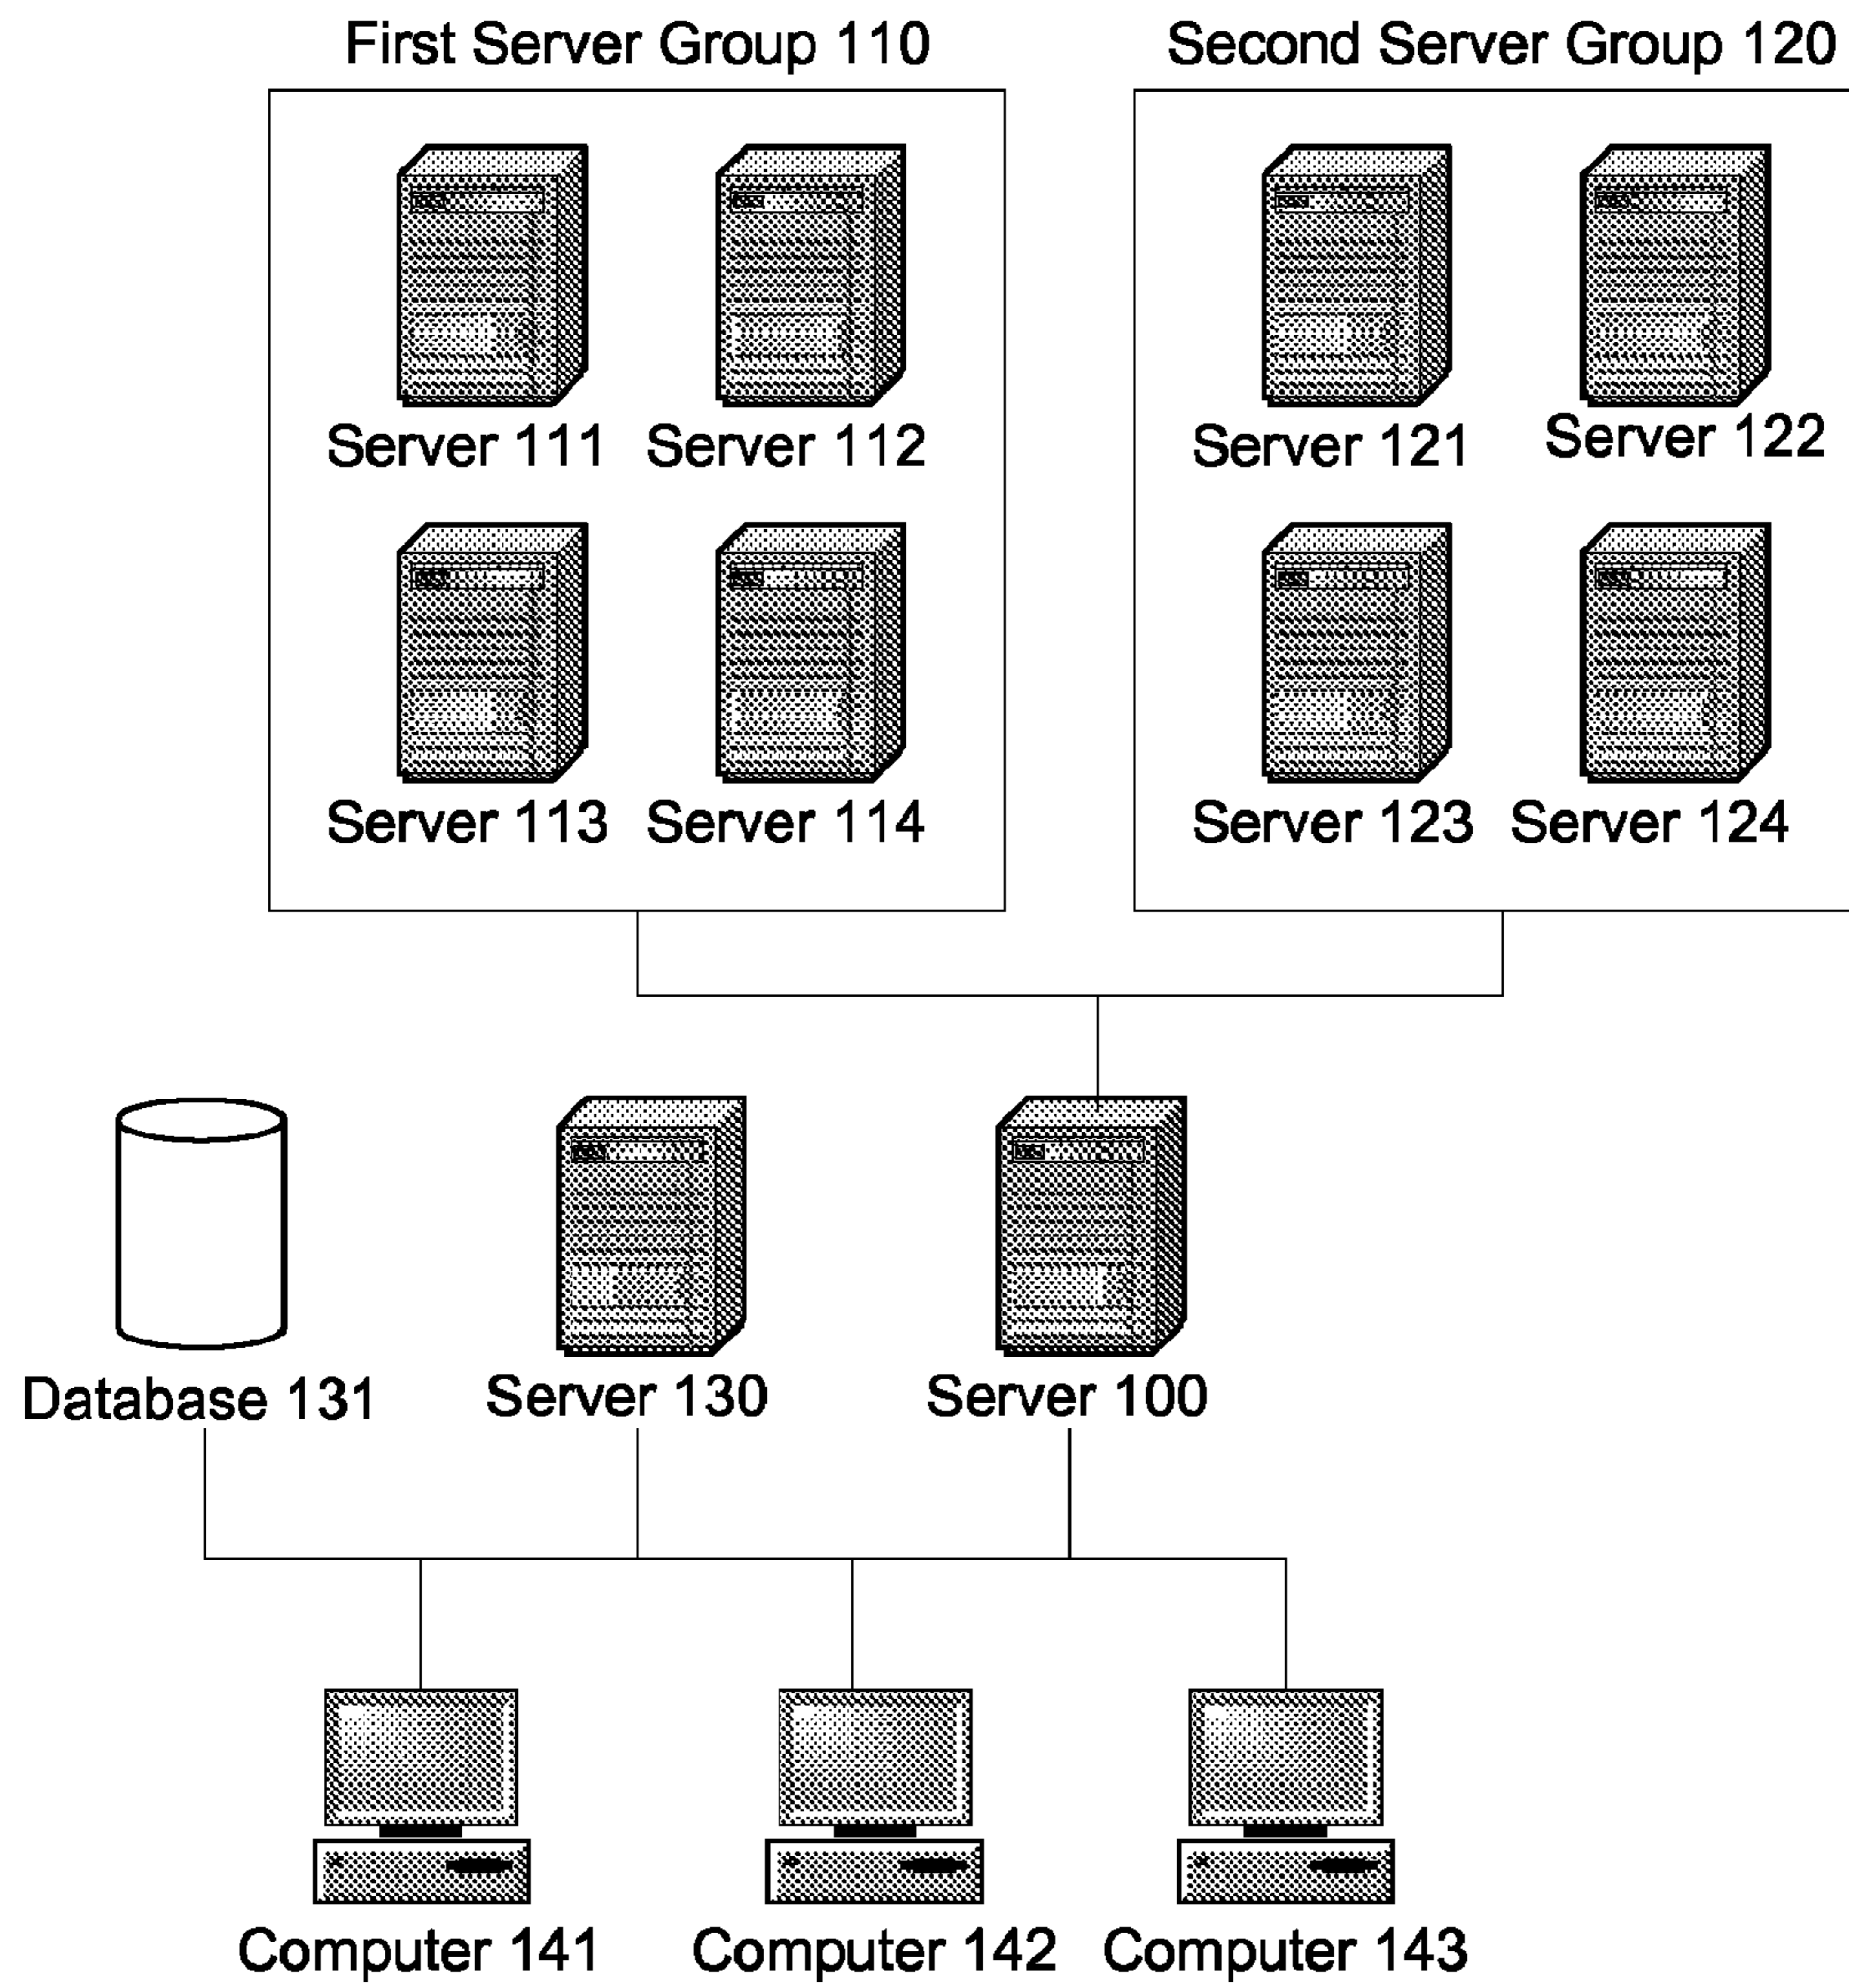 First Server Group 110
Second Server Group 120
Server 111
Server 112
Server 121
Server 122
Server 113
Server 114
Server 123
Server 124
Database 131
Server 130
Server 100
Computer 141
Computer 142
Computer 143